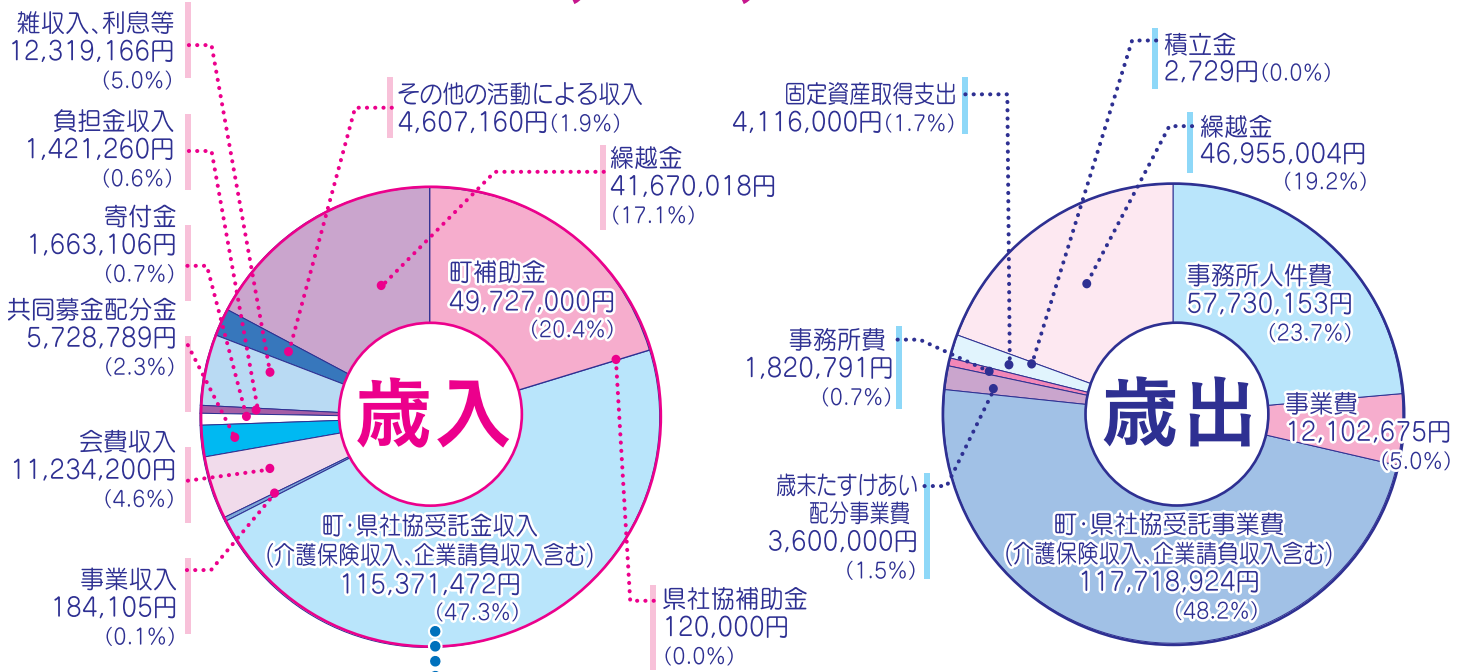 雑収入、利息等
12,319,166円
(5.0%)
負担金収入
1,421,260円
(0.6%)
寄付金
1,663,106円
(0.7%)
共同募金配分金
5,728,789円
(2.3%)
会費収入
11,234,200円
(4.6%)
事業収入
184,105円
(0.1%)
その他の活動による収入
4,607,160円(1.9%)
繰越金
41,670,018円
(17.1%)
町補助金
49,727,000円
(20.4%)
歳入
町・県社協受託金収入
(介護保険収入、企業請負収入含む)
115,371,472円
(47.3%)
県社協補助金
120,000円
(0.0%)
積立金
2,729円(0.0%)
固定資産取得支出
4,116,000円(1.7%)
繰越金
46,955,004円
(19.2%)
事務所人件費
57,730,153円
(23.7%)
事務所費
1,820,791円
(0.7%)
歳出
事業費
12,102,675円
(5.0%)
歳末たすけあい
配分事業費
3,600,000円
(1.5%)
町・県社協受託事業費
(介護保険収入、企業請負収入含む)
117,718,924円
(48.2%)